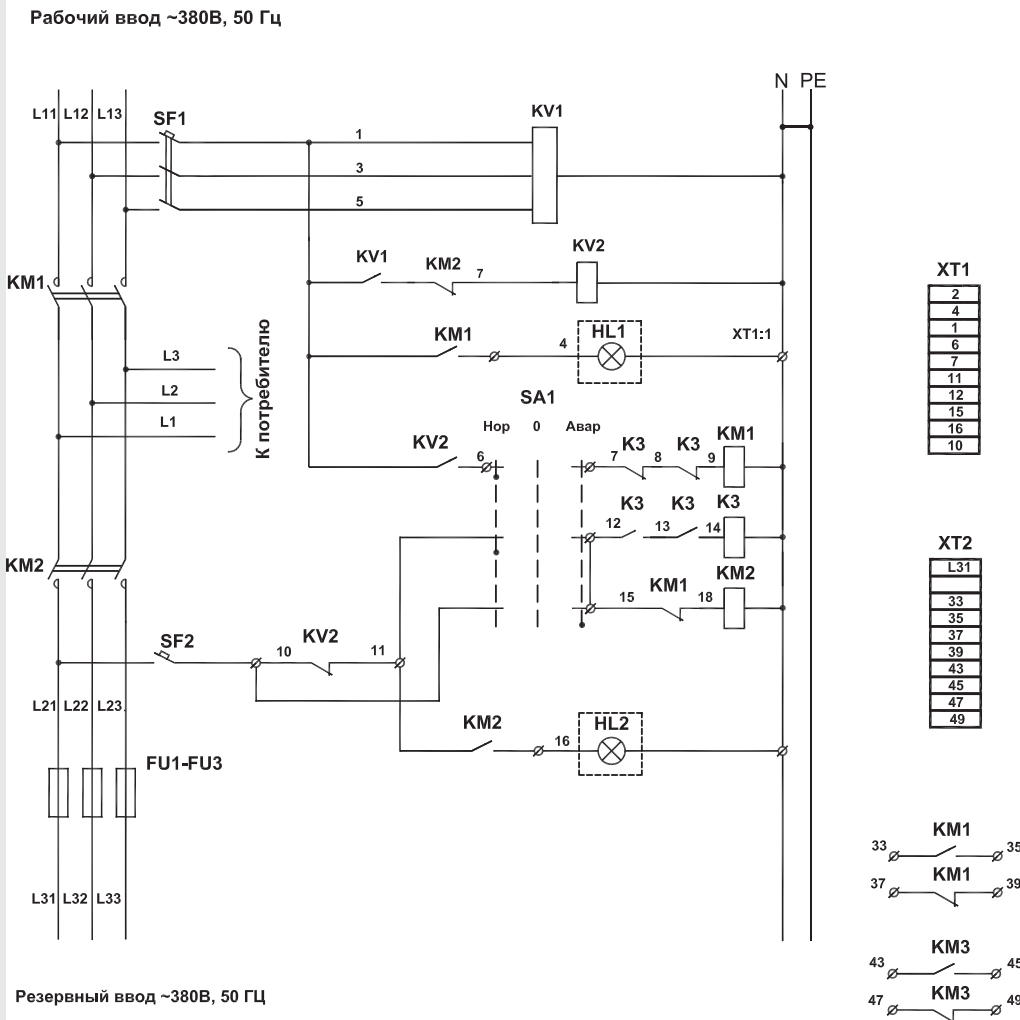 Рабочий ввод ~380В, 50 Гц
N PE
L11 L12 L13
SF1
1
KV1
3
5
KM1
KV1
KM2
7
KV2
KM1
4
HL1
XT1:1
L3
L2
L1
К потребителю
SA1
Нор 0 Авар
KV2
6
7
K3
8
K3
9
KM1
12
K3
13
K3
14
K3
15
KM1
18
KM2
KM2
SF2
10
KV2
11
L21 L22 L23
KM2
16
HL2
FU1-FU3
L31 L32 L33
Резервный ввод ~380В, 50 ГЦ
XT1
2
4
1
6
7
11
12
15
16
10
XT2
L31
33
35
37
39
43
45
47
49
KM1
33 35
KM1
37 39
KM3
43 45
KM3
47 49